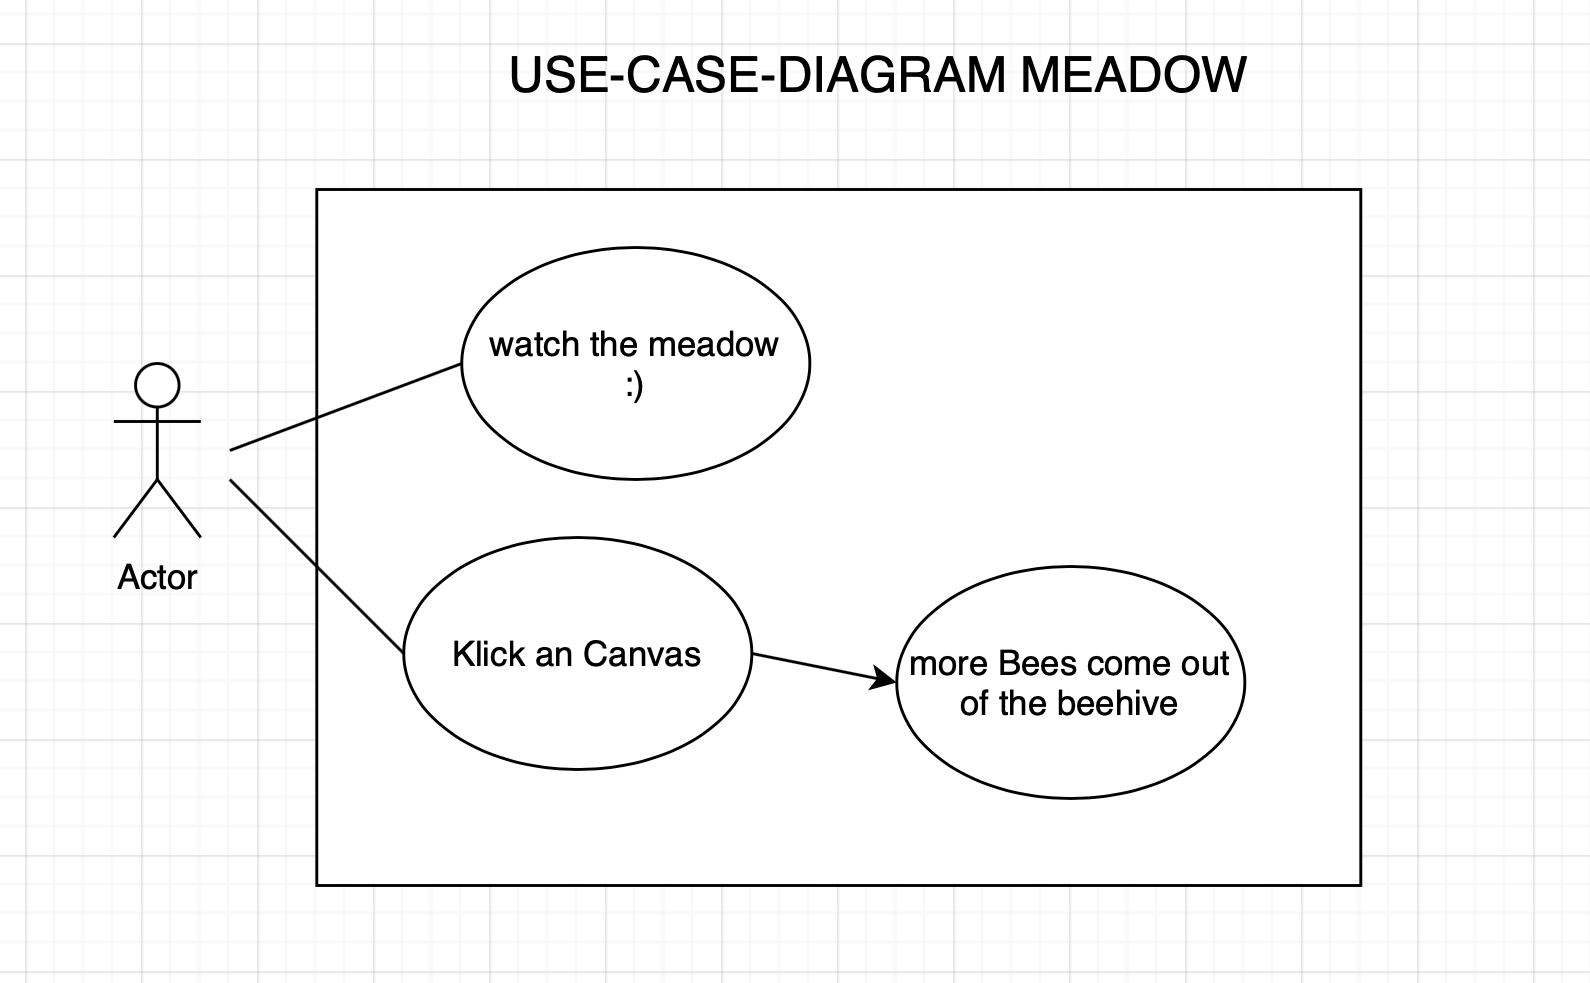 USE-CASE-DIAGRAM MEADOW
watch the meadow
:)
Actor
Klick an Canvas
more Bees come out
of the beehive